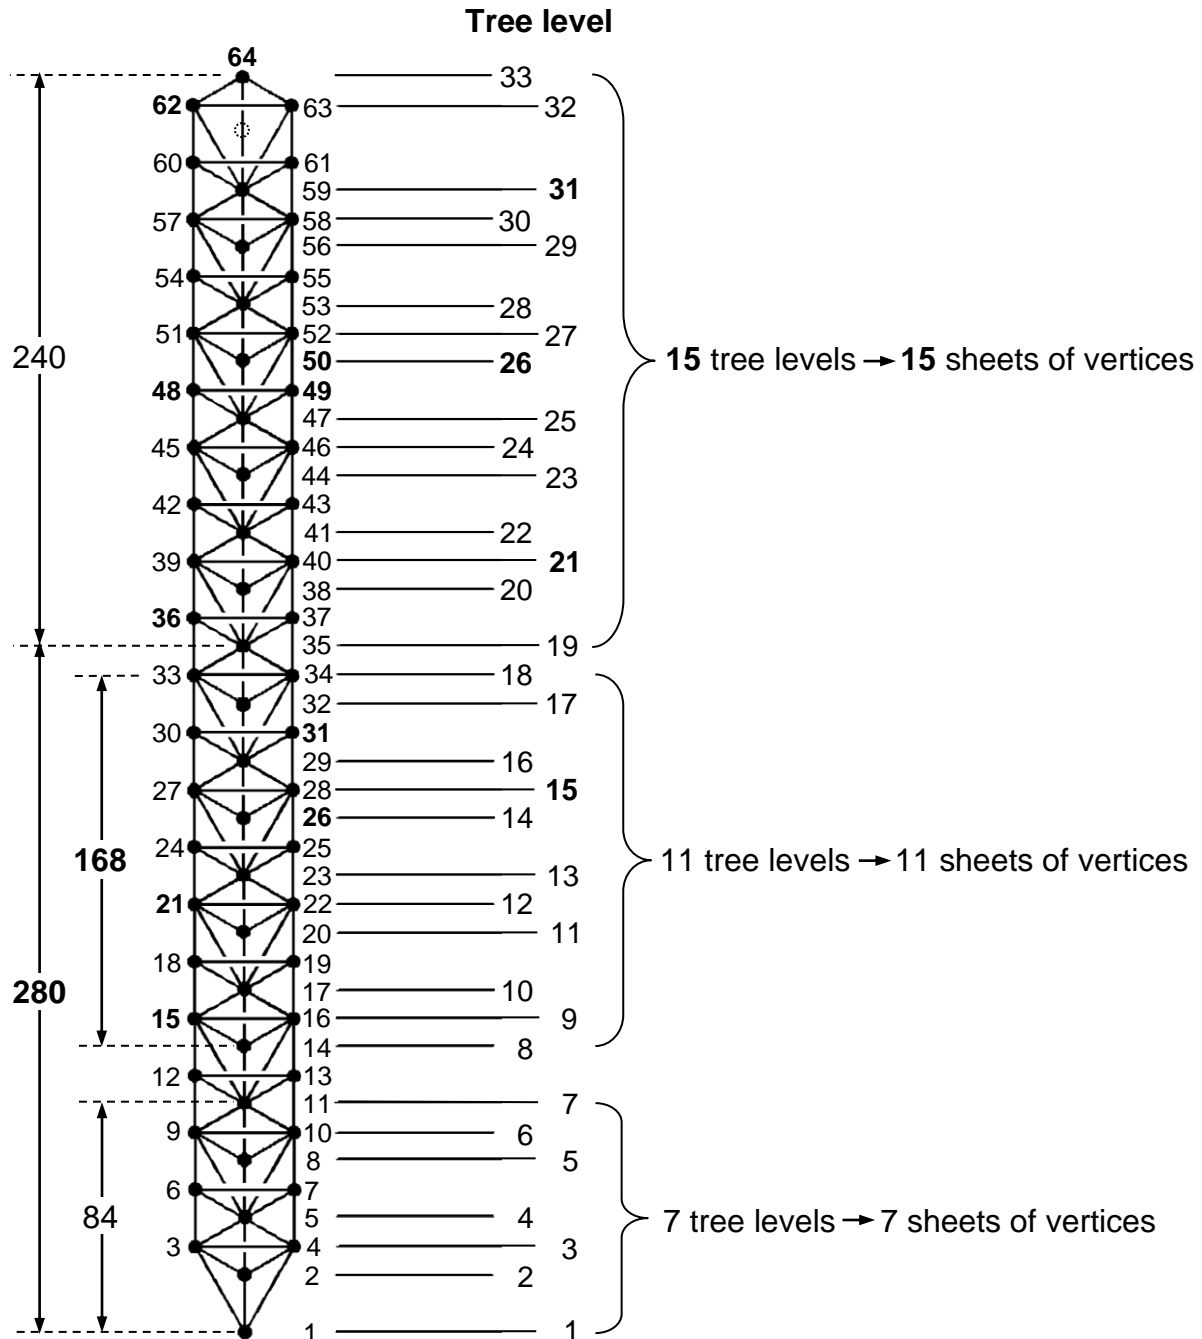 Tree level
64
33
62 63 32
60 61
59 31
57 58 30
56 29
54 55
53 28
51 52 27
240
50 26
15 tree levels → 15 sheets of vertices
48 49
47 25
45 46 24
44 23
42 43
41 22
39 40 21
38 20
36 37
35 19
33 34 18
32 17
30 31
29 16
27 28 15
26 14
168
24 25
11 tree levels → 11 sheets of vertices
23 13
21 22 12
20 11
18 19
280
17 10
15 16 9
14 8
12 13
11 7
9 10 6
8 5
6 7
84
5 4
7 tree levels → 7 sheets of vertices
3 4 3
2 2
1 1